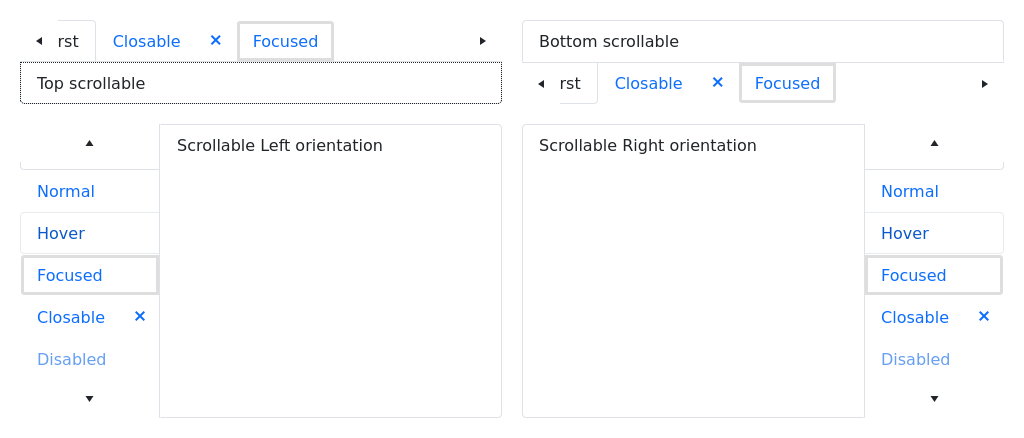 rst Closable × Focused
Top scrollable
Bottom scrollable
rst Closable × Focused
Scrollable Left orientation
Normal
Hover
Focused
Closable ×
Disabled
Scrollable Right orientation
Normal
Hover
Focused
Closable ×
Disabled